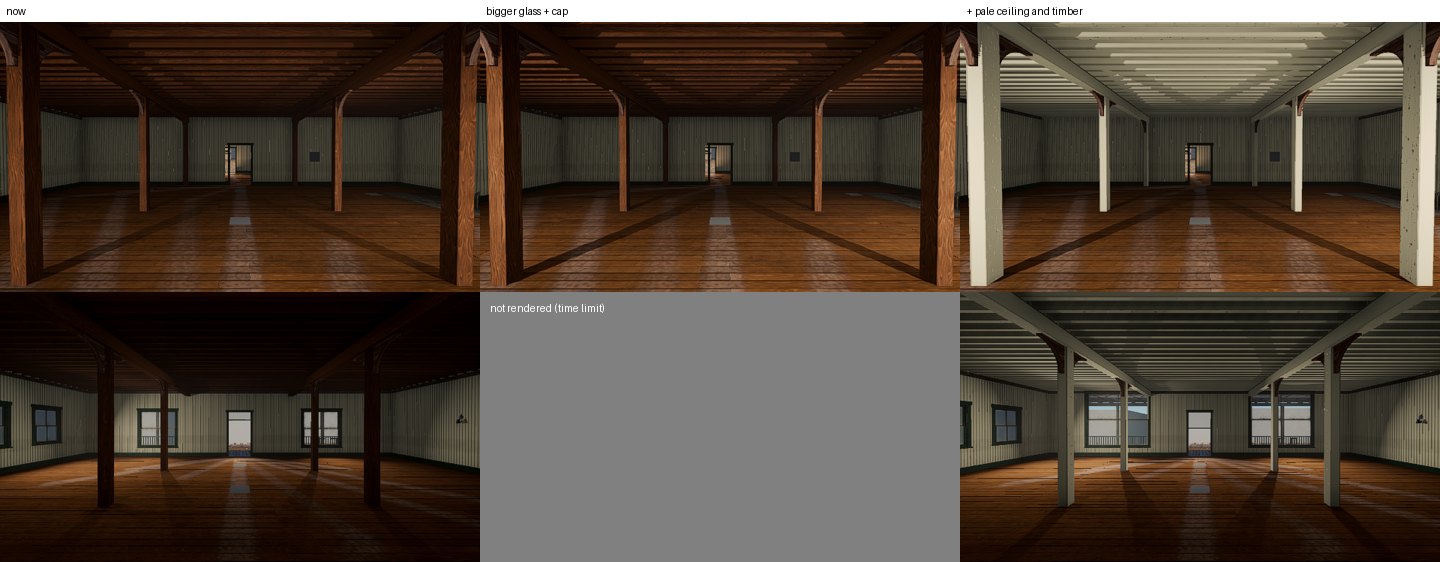 now
bigger glass + cap
+ pale ceiling and timber
not rendered (time limit)